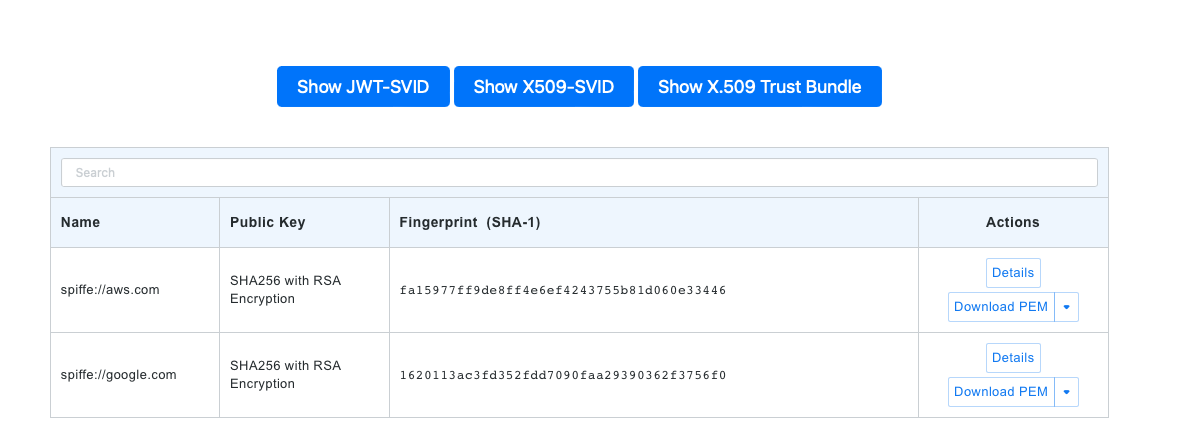 Show JWT-SVID Show X509-SVID Show X.509 Trust Bundle
Search
Name Public Key Fingerprint (SHA-1) Actions
spiffe://aws.com SHA256 with RSA Encryption fa15977ff9de8ff4e6ef4243755b81d060e33446 Details
Download PEM
spiffe://google.com SHA256 with RSA Encryption 1620113ac3fd352fdd7090faa29390362f3756f0 Details
Download PEM